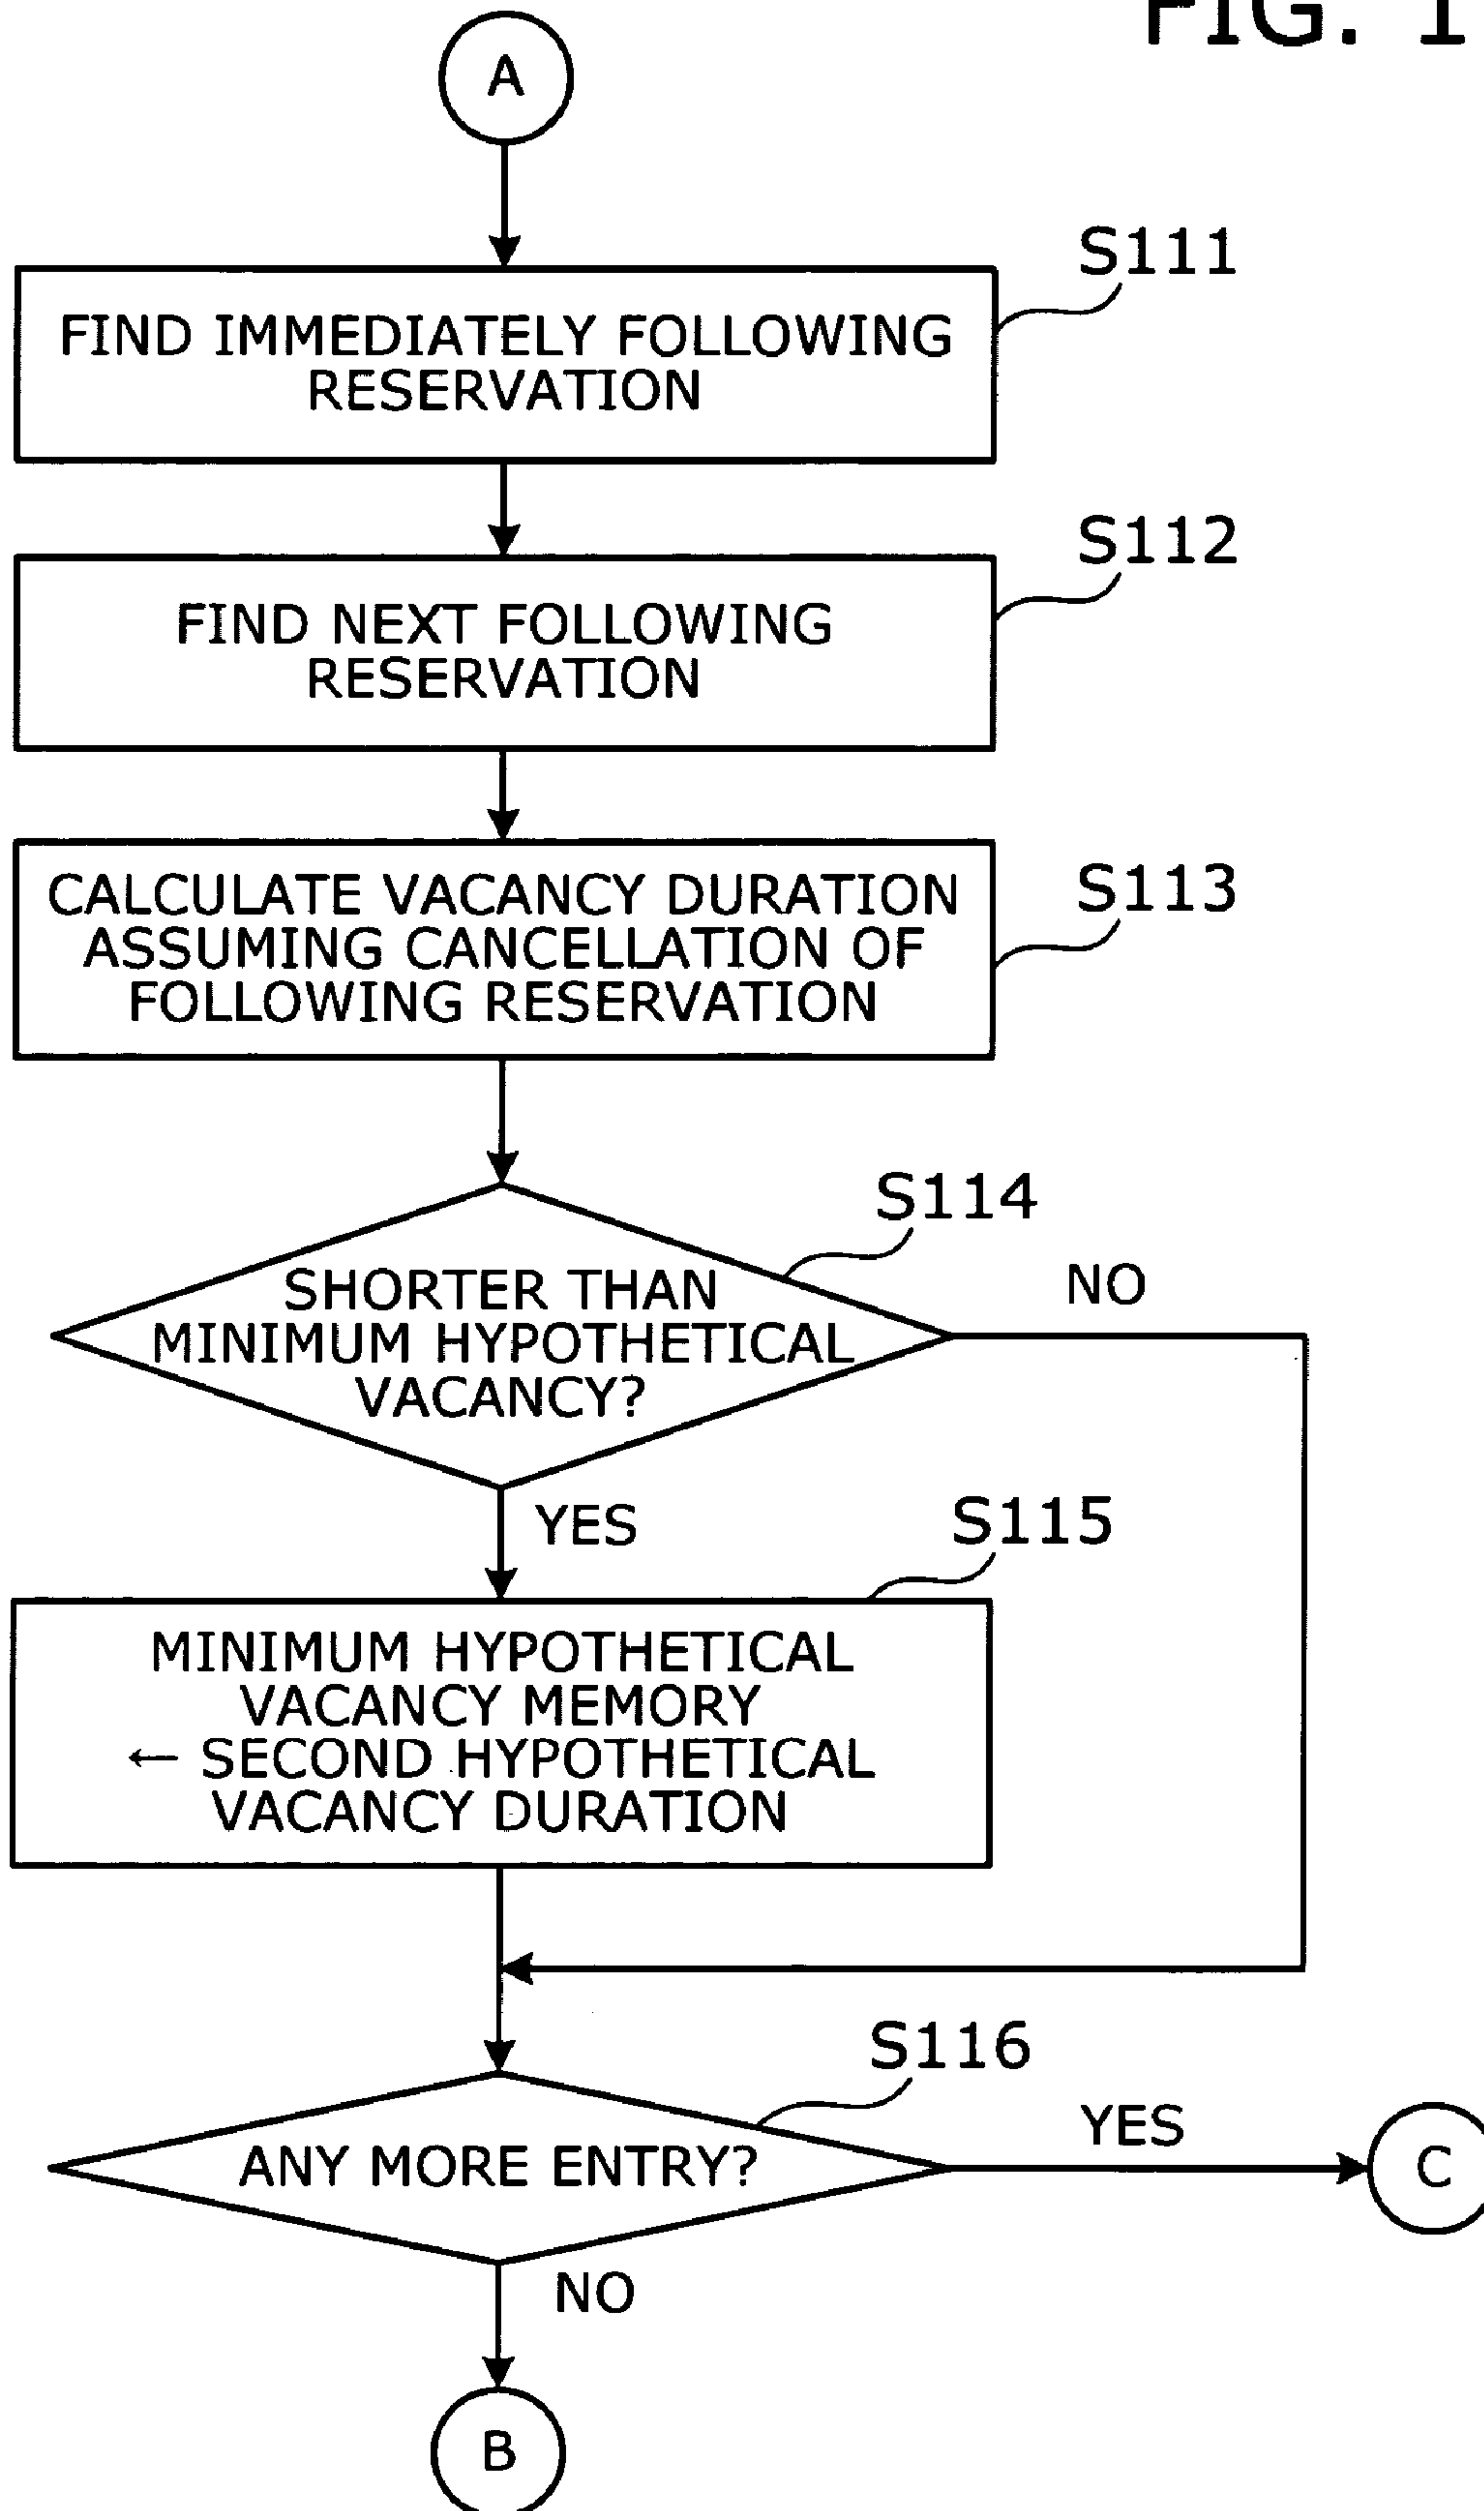 FIG. 1
A
S111
FIND IMMEDIATELY FOLLOWING
RESERVATION
S112
FIND NEXT FOLLOWING
RESERVATION
S113
CALCULATE VACANCY DURATION
ASSUMING CANCELLATION OF
FOLLOWING RESERVATION
S114
SHORTER THAN
MINIMUM HYPOTHETICAL
VACANCY?
NO
YES
S115
MINIMUM HYPOTHETICAL
VACANCY MEMORY
← SECOND HYPOTHETICAL
VACANCY DURATION
S116
ANY MORE ENTRY?
YES
C
NO
B